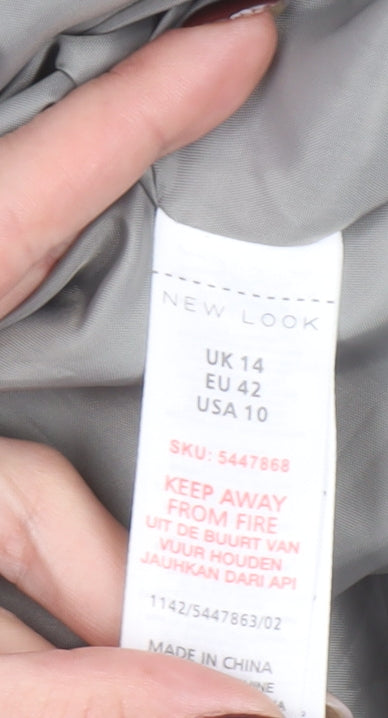 NEW LOOK
UK 14
EU 42
USA 10
SKU: 5447868
KEEP AWAY
FROM FIRE
UIT DE BUURT VAN
VUUR HOUDEN
JAUHKAN DARI API
1142/5447863/02
MADE IN CHINA